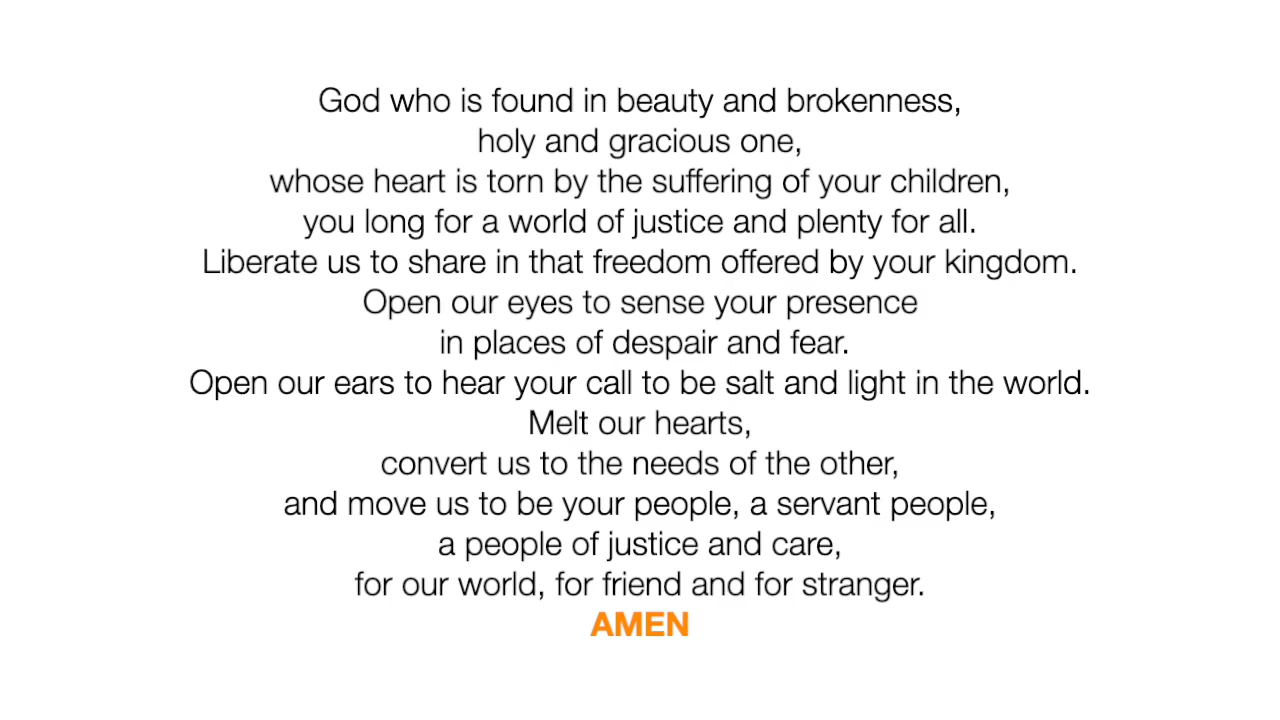 God who is found in beauty and brokenness,
holy and gracious one,
whose heart is torn by the suffering of your children,
you long for a world of justice and plenty for all.
Liberate us to share in that freedom offered by your kingdom.
Open our eyes to sense your presence
in places of despair and fear.
Open our ears to hear your call to be salt and light in the world.
Melt our hearts,
convert us to the needs of the other,
and move us to be your people, a servant people,
a people of justice and care,
for our world, for friend and for stranger.
AMEN